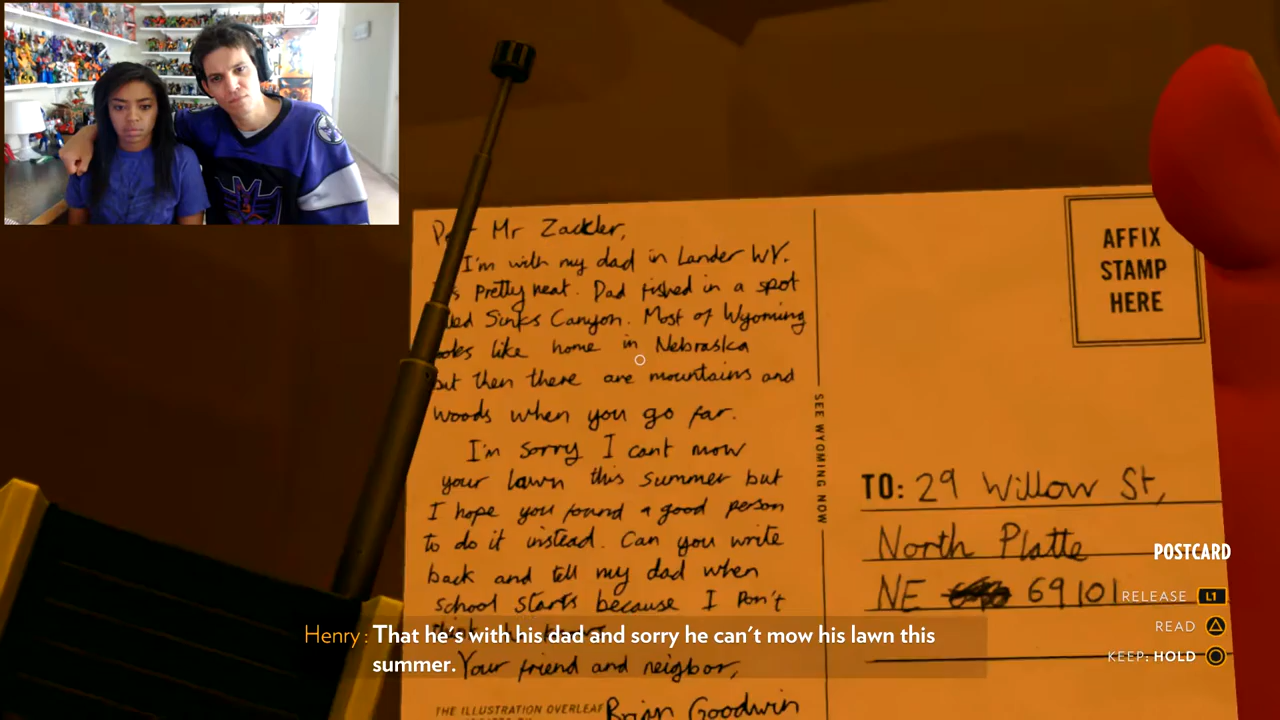 Mr Zackler,
I'm with my dad in Lander WY.
Pretty neat. Dad fished in a spot
Sinks Canyon. Most of Wyoming
like home in Nebraska
but then there are mountains and
woods when you go far.
I'm sorry I cant mow
your lawn this summer but
I hope you found a good person
to do it instead. Can you write
back and tell my dad when
school starts because I Don't
Your friend and neigbor,
Brian Goodwin
THE ILLUSTRATION OVERLEAF
SEE WYOMING NOW
AFFIX
STAMP
HERE
TO: 29 Willow St,
North Platte
NE 69101
POSTCARD
RELEASE L1
READ
KEEP: HOLD
Henry: That he's with his dad and sorry he can't mow his lawn this
summer.